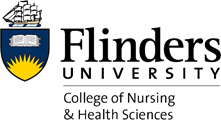 Flinders
UNIVERSITY
College of Nursing
& Health Sciences